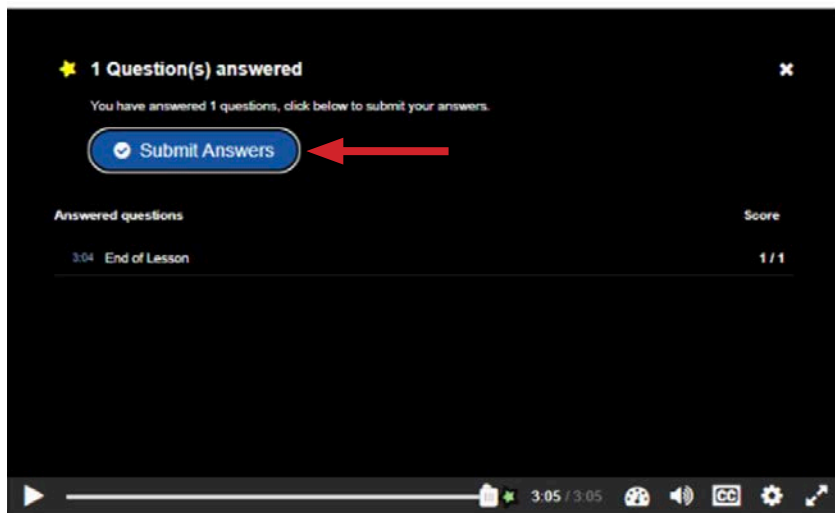 1 Question(s) answered
You have answered 1 questions, click below to submit your answers.
Submit Answers
Answered questions Score
3:04 End of Lesson 1 / 1
3:05 / 3:05 CC